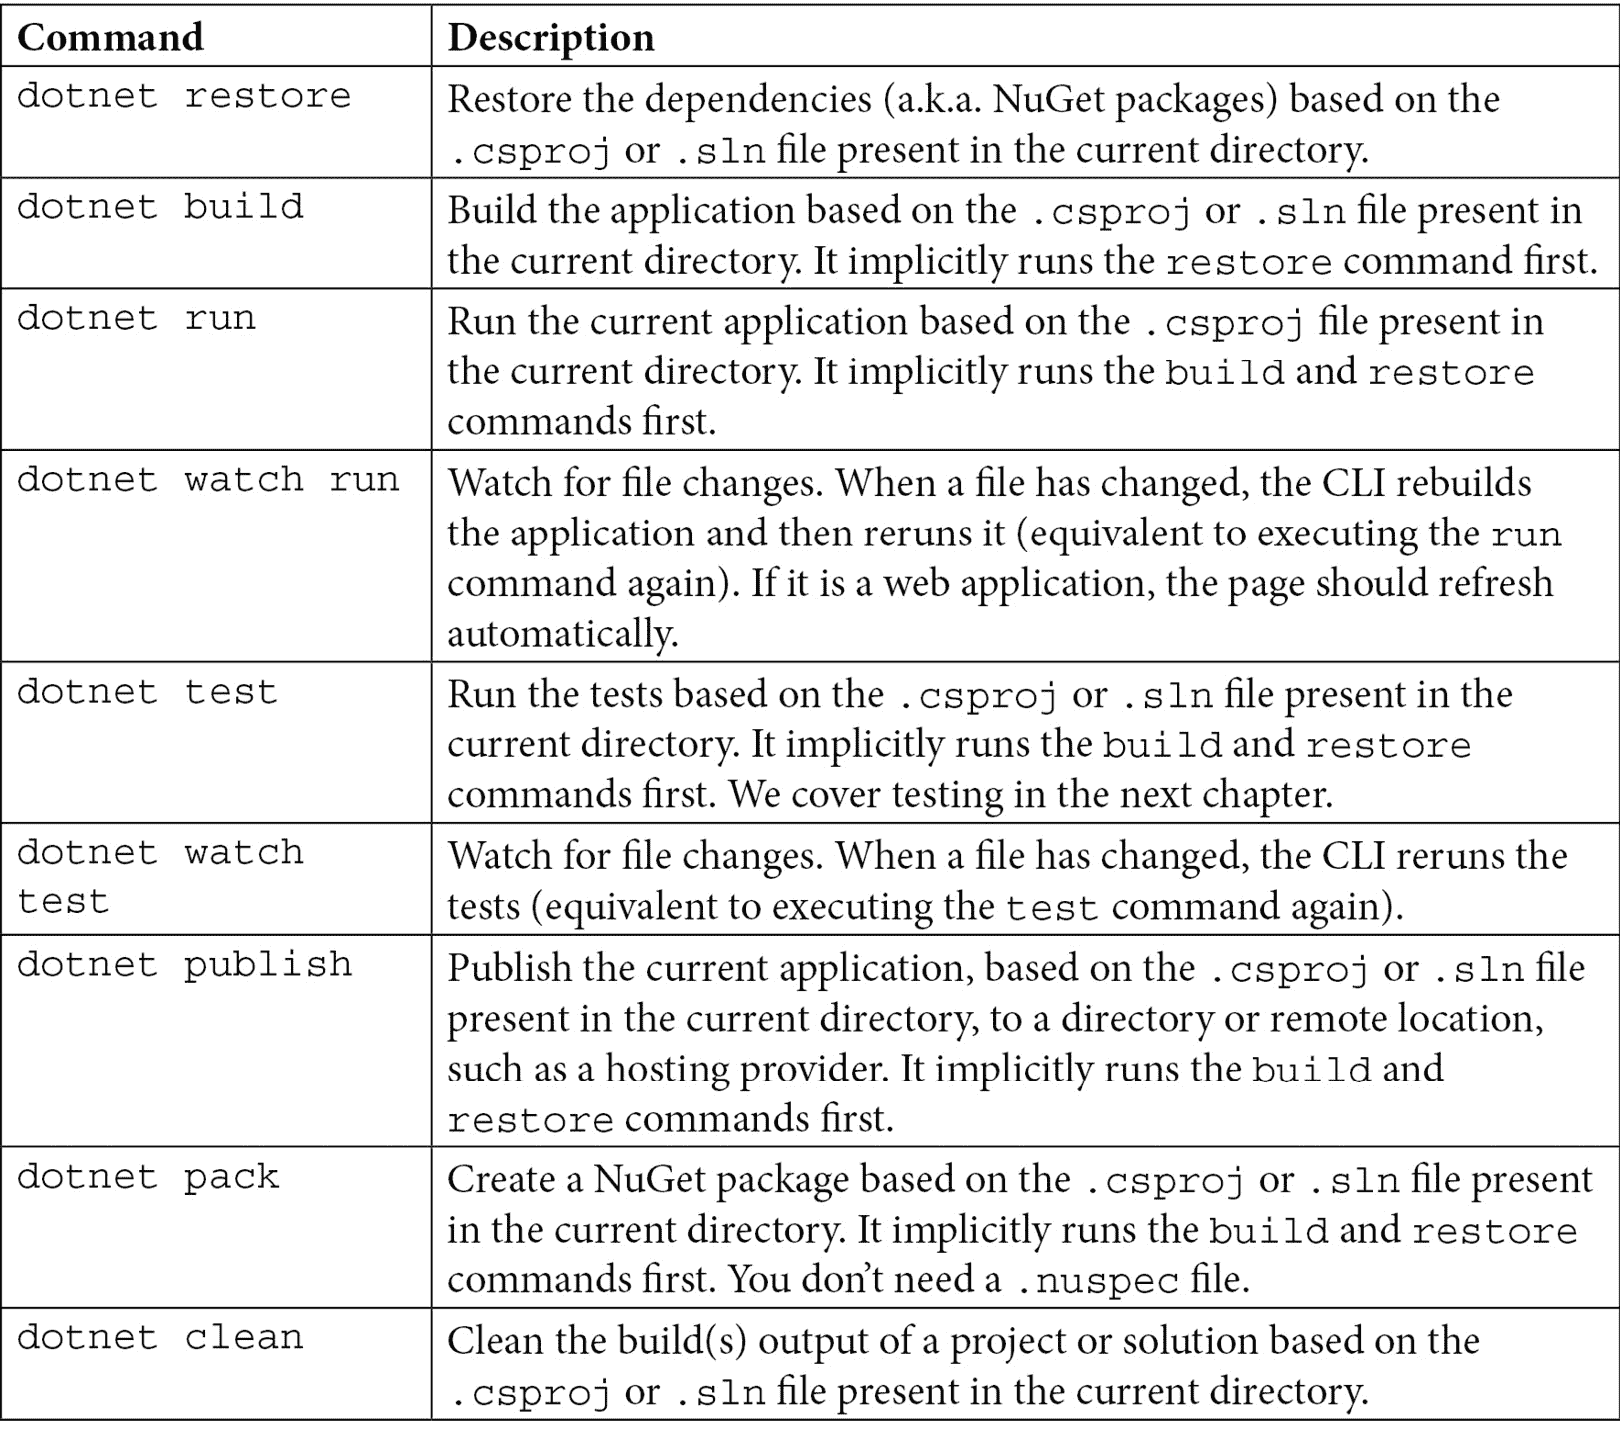 Command
Description
dotnet restore
Restore the dependencies (a.k.a. NuGet packages) based on the
.csproj or .sln file present in the current directory.
dotnet build
Build the application based on the .csproj or .sln file present in
the current directory. It implicitly runs the restore command first.
dotnet run
Run the current application based on the .csproj file present in
the current directory. It implicitly runs the build and restore
commands first.
dotnet watch run
Watch for file changes. When a file has changed, the CLI rebuilds
the application and then reruns it (equivalent to executing the run
command again). If it is a web application, the page should refresh
automatically.
dotnet test
Run the tests based on the .csproj or .sln file present in the
current directory. It implicitly runs the build and restore
commands first. We cover testing in the next chapter.
dotnet watch
test
Watch for file changes. When a file has changed, the CLI reruns the
tests (equivalent to executing the test command again).
dotnet publish
Publish the current application, based on the .csproj or .sln file
present in the current directory, to a directory or remote location,
such as a hosting provider. It implicitly runs the build and
restore commands first.
dotnet pack
Create a NuGet package based on the .csproj or .sln file present
in the current directory. It implicitly runs the build and restore
commands first. You don’t need a .nuspec file.
dotnet clean
Clean the build(s) output of a project or solution based on the
.csproj or .sln file present in the current directory.